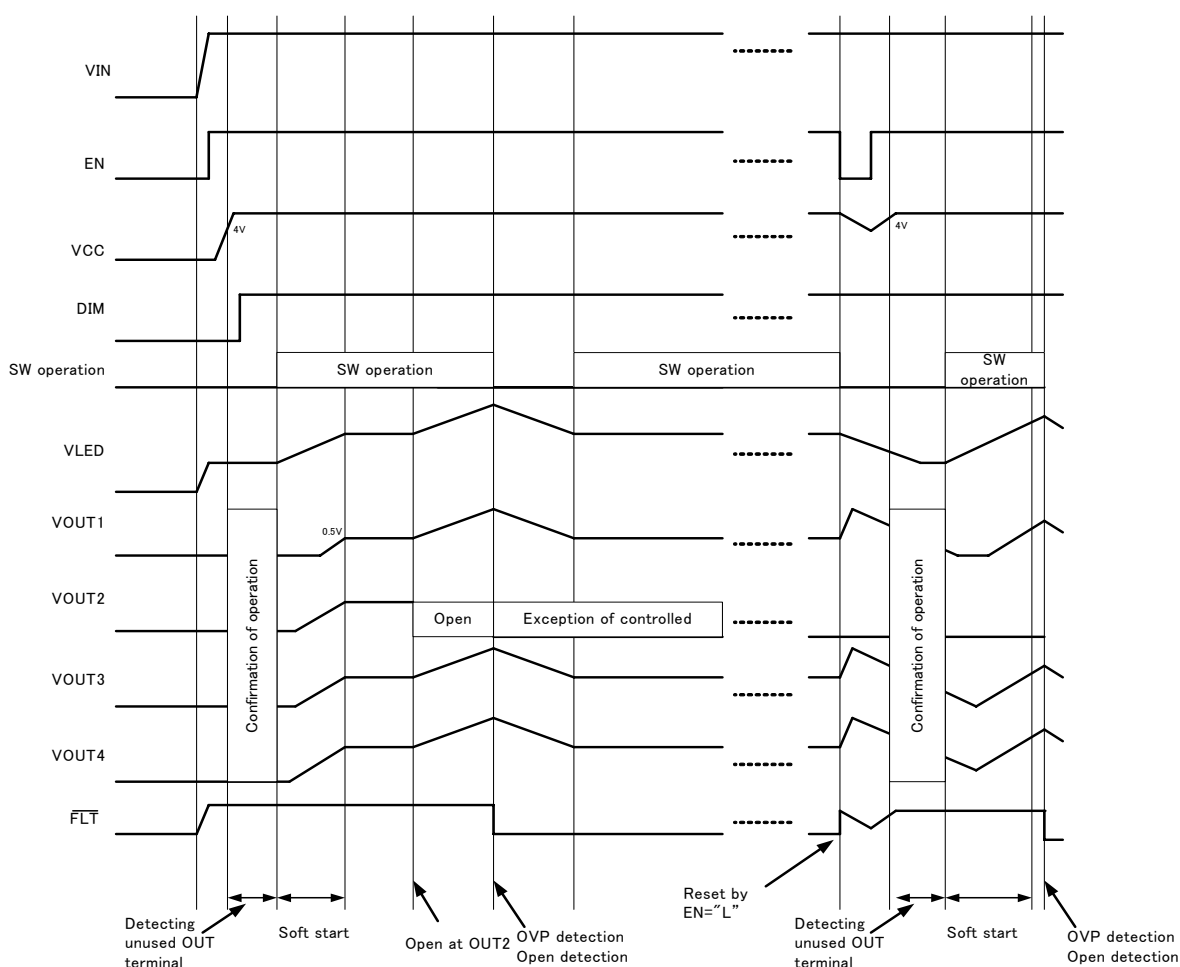 VIN
EN
VCC
4V
4V
DIM
SW operation
SW operation
SW operation
SW
operation
VLED
VOUT1
0.5V
Confirmation of operation
Confirmation of operation
VOUT2
Open
Exception of controlled
VOUT3
VOUT4
FLT
Detecting
unused OUT
terminal
Soft start
Open at OUT2
OVP detection
Open detection
Reset by
EN="L"
Detecting
unused OUT
terminal
Soft start
OVP detection
Open detection